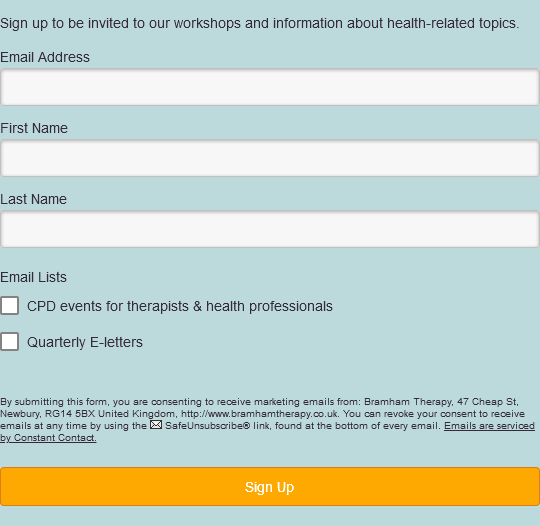 Sign up to be invited to our workshops and information about health-related topics.
Email Address
First Name
Last Name
Email Lists
CPD events for therapists & health professionals
Quarterly E-letters
By submitting this form, you are consenting to receive marketing emails from: Bramham Therapy, 47 Cheap St,
Newbury, RG14 5BX United Kingdom, http://www.bramhamtherapy.co.uk. You can revoke your consent to receive
emails at any time by using the SafeUnsubscribe® link, found at the bottom of every email. Emails are serviced
by Constant Contact.
Sign Up